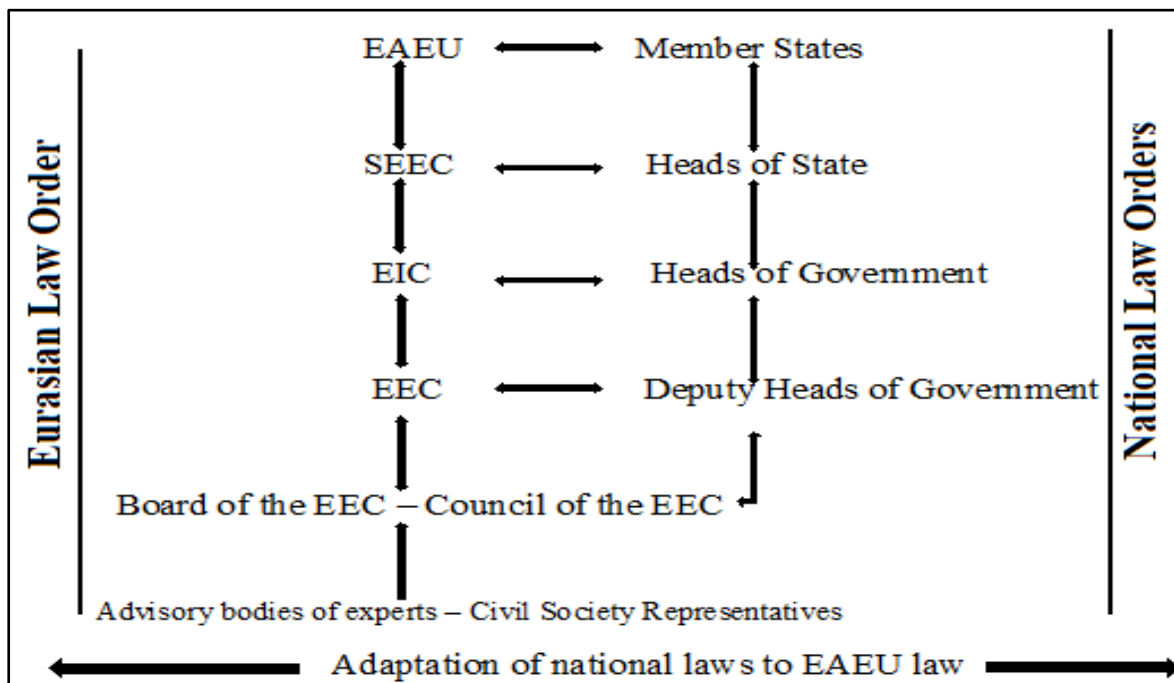 Eurasian Law Order
EAEU
Member States
SEEC
Heads of State
EIC
Heads of Government
EEC
Deputy Heads of Government
Board of the EEC – Council of the EEC
Advisory bodies of experts – Civil Society Representatives
National Law Orders
Adaptation of national laws to EAEU law